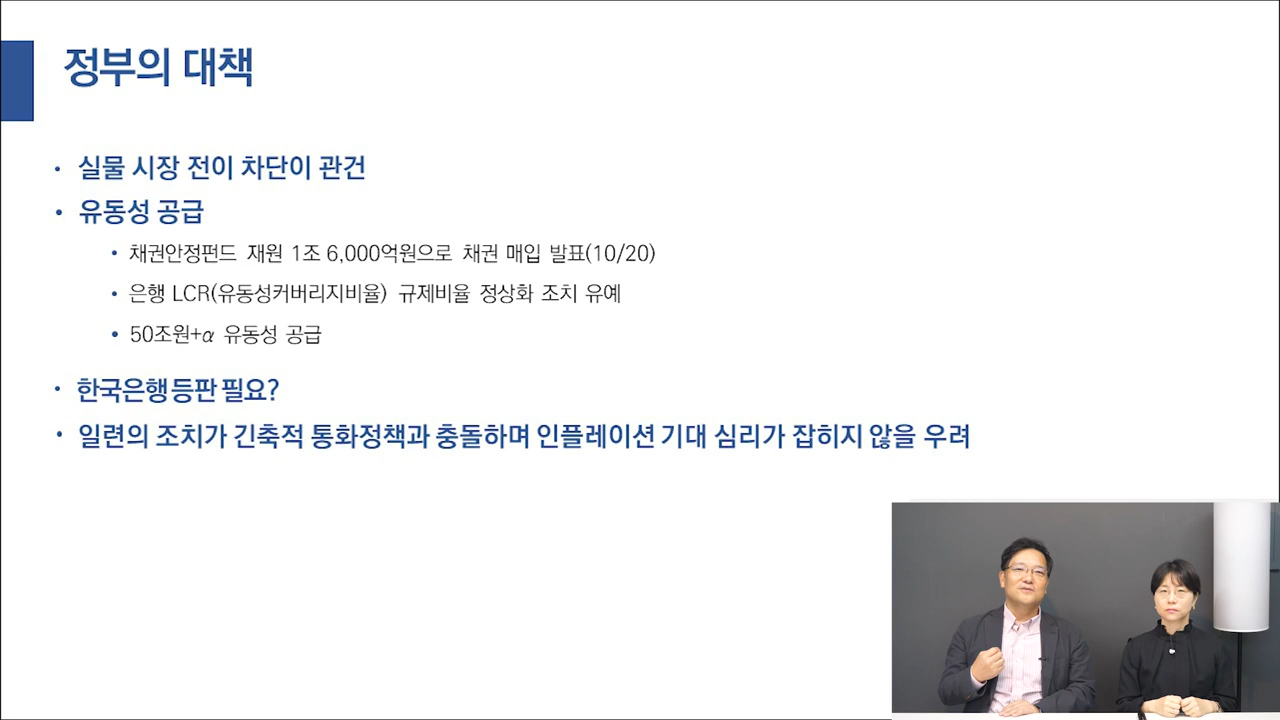 정부의 대책
• 실물 시장 전이 차단이 관건
• 유동성 공급
• 채권안정펀드 재원 1조 6,000억원으로 채권 매입 발표(10/20)
• 은행 LCR(유동성커버리지비율) 규제비율 정상화 조치 유예
• 50조원+α 유동성 공급
• 한국은행 등판 필요?
• 일련의 조치가 긴축적 통화정책과 충돌하며 인플레이션 기대 심리가 잡히지 않을 우려